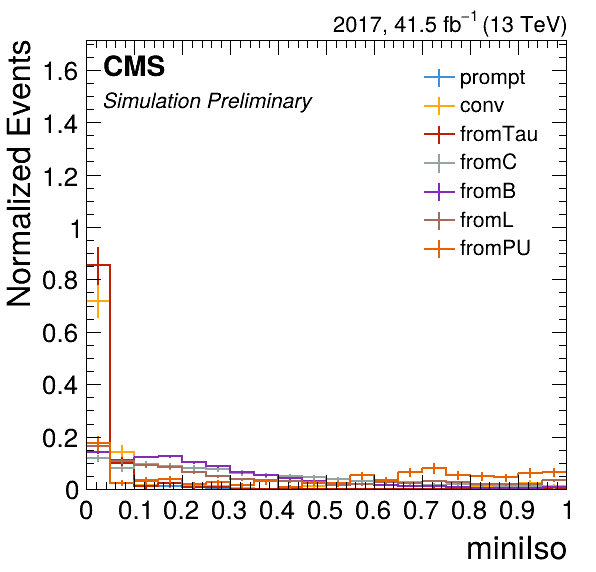 2017, 41.5 fb−1 (13 TeV)
CMS
Simulation Preliminary
prompt
conv
fromTau
fromC
fromB
fromL
fromPU
Normalized Events
1.6
1.4
1.2
1
0.8
0.6
0.4
0.2
0
0 0.1 0.2 0.3 0.4 0.5 0.6 0.7 0.8 0.9 1
miniIso